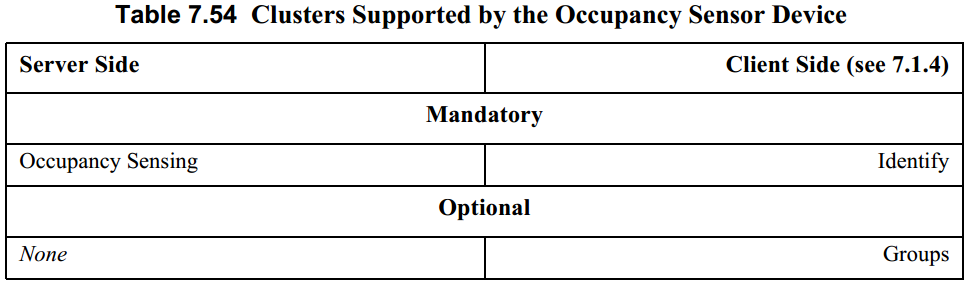 Table 7.54 Clusters Supported by the Occupancy Sensor Device
Server Side Client Side (see 7.1.4)
Mandatory
Occupancy Sensing Identify
Optional
None Groups